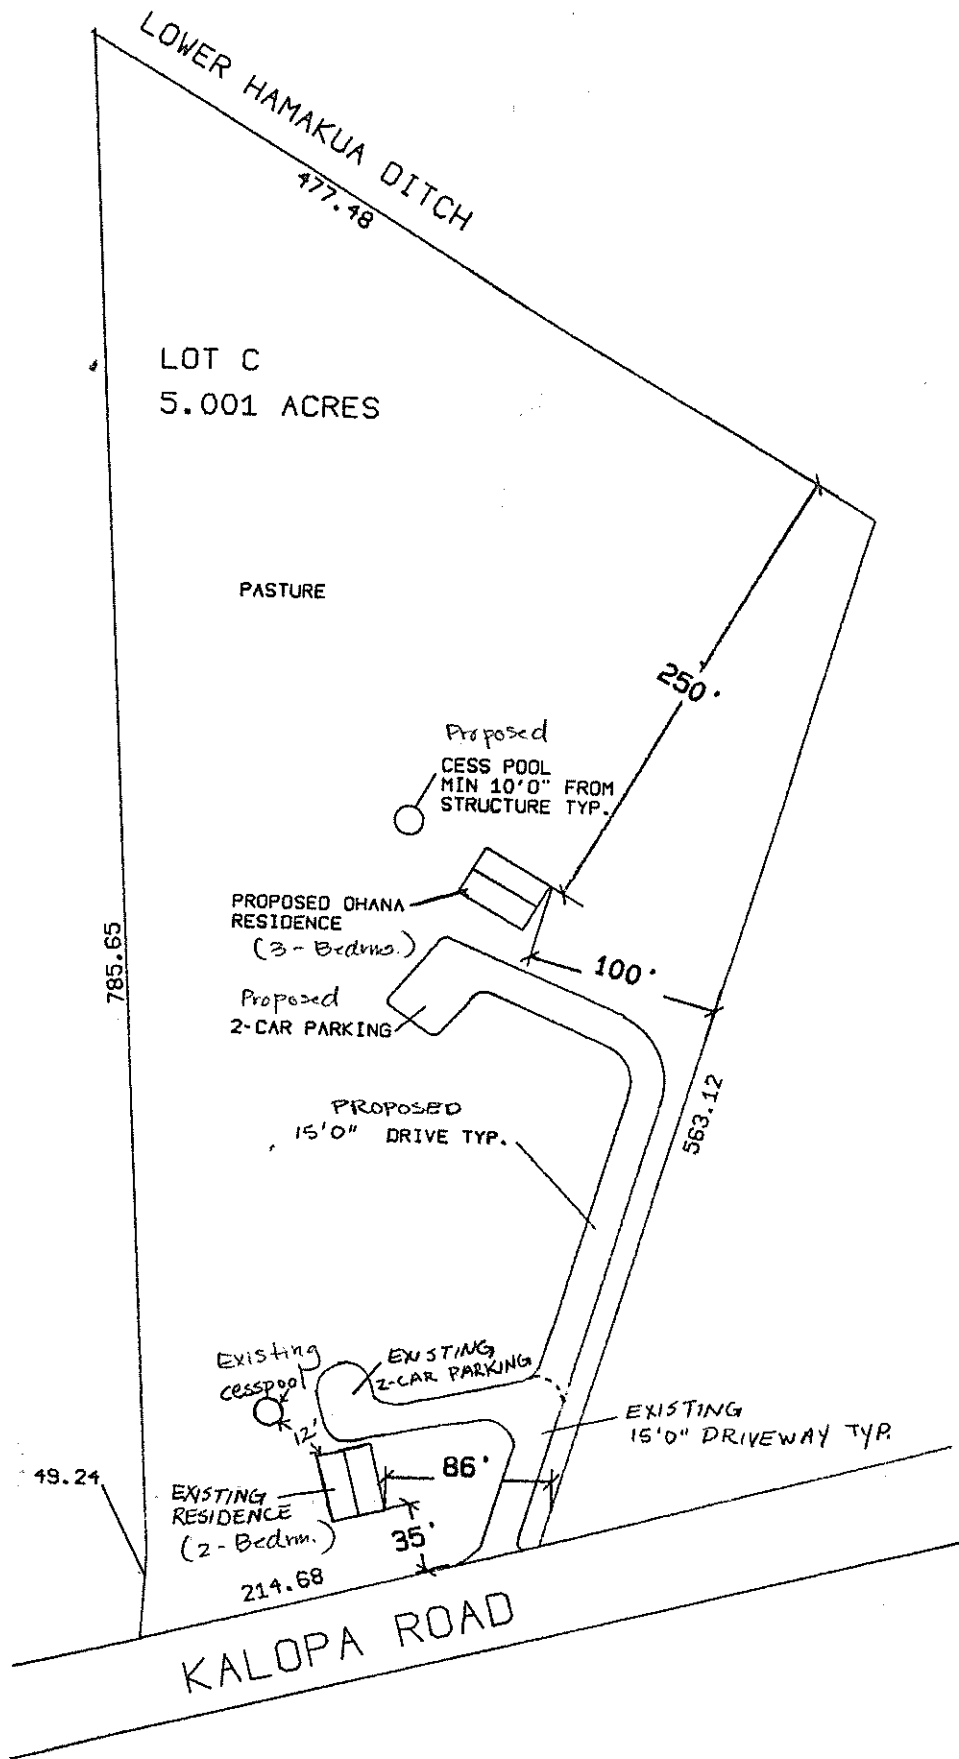 LOWER HAMAKUA DITCH
477.48
LOT C
5.001 ACRES
PASTURE
250'
Proposed
CESS POOL
MIN 10'0" FROM
STRUCTURE TYP.
PROPOSED OHANA
RESIDENCE
(3-Bedrms.)
100'
785.65
Proposed
2-CAR PARKING
563.12
PROPOSED
15'0" DRIVE TYP.
Existing
cesspool
EXISTING
2-CAR PARKING
12'
EXISTING
15'0" DRIVEWAY TYP.
86'
49.24
EXISTING
RESIDENCE
(2-Bedrm.)
35'
214.68
KALOPA ROAD